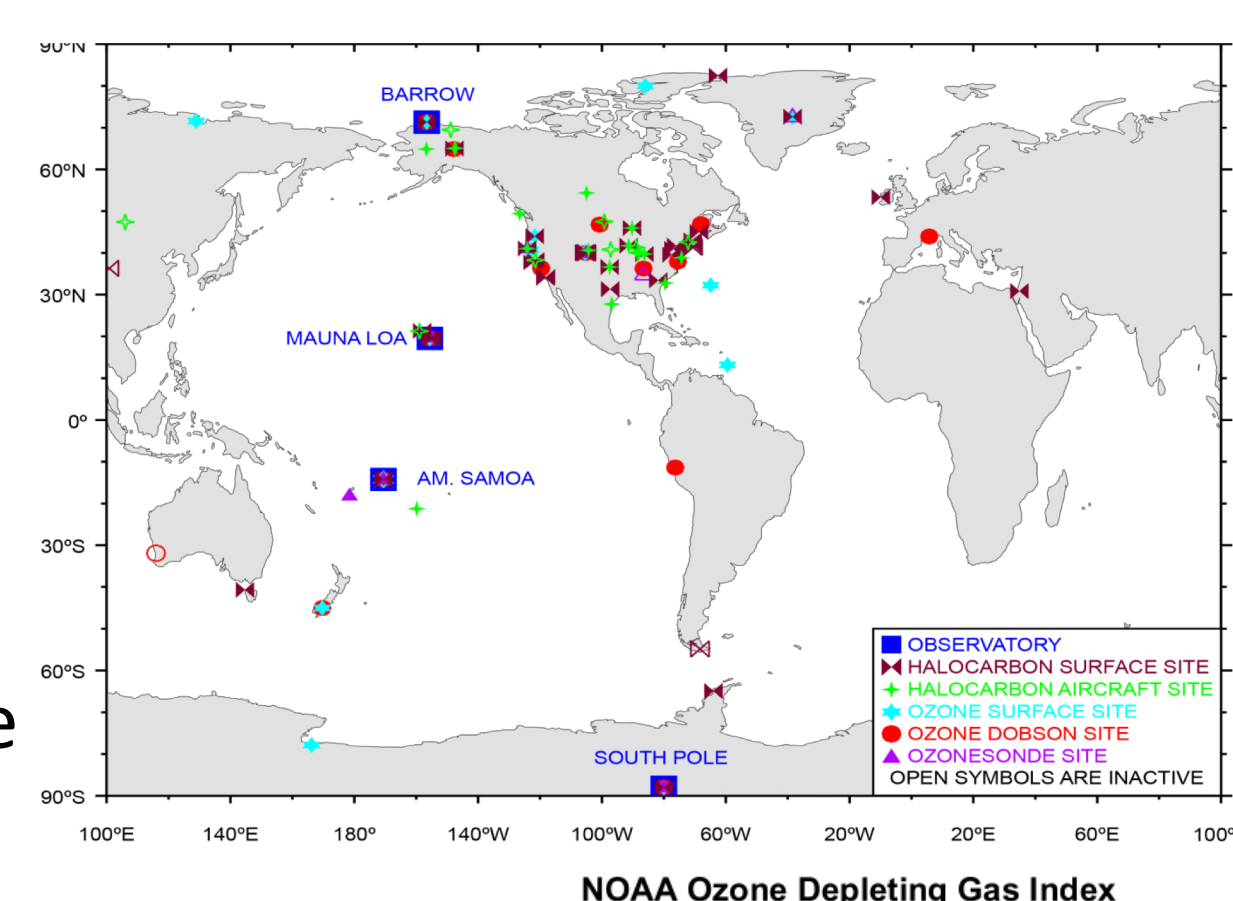 90ºN
BARROW
60ºN
30ºN
MAUNA LOA
0º
AM. SAMOA
30ºS
OBSERVATORY
HALOCARBON SURFACE SITE
60ºS
HALOCARBON AIRCRAFT SITE
OZONE SURFACE SITE
e
OZONE DOBSON SITE
SOUTH POLE
OZONESONDE SITE
OPEN SYMBOLS ARE INACTIVE
90ºS
100ºE 140ºE 180º 140ºW 100ºW 60ºW 20ºW 20ºE 60ºE 100º
NOAA Ozone Depleting Gas Index